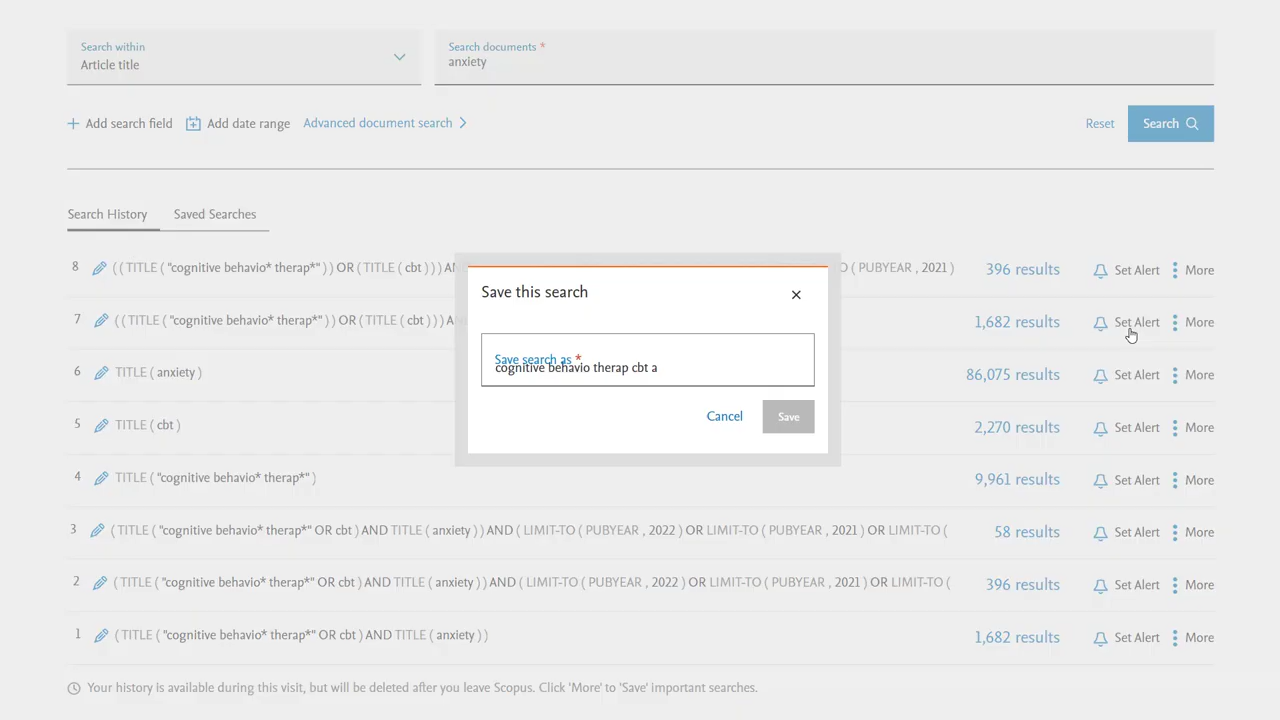 Search within
Article title
Search documents *
anxiety
Add search field
Add date range
Advanced document search
Reset
Search
Search History
Saved Searches
8 ( ( TITLE ( "cognitive behavio* therap*" ) ) OR ( TITLE ( cbt ) ) ) AN O ( PUBYEAR , 2021 ) 396 results Set Alert More
7 ( ( TITLE ( "cognitive behavio* therap*" ) ) OR ( TITLE ( cbt ) ) ) A 1,682 results Set Alert More
6 TITLE ( anxiety ) 86,075 results Set Alert More
5 TITLE ( cbt ) 2,270 results Set Alert More
4 TITLE ( "cognitive behavio* therap*" ) 9,961 results Set Alert More
3 ( TITLE ( "cognitive behavio* therap*" OR cbt ) AND TITLE ( anxiety ) ) AND ( LIMIT-TO ( PUBYEAR , 2022 ) OR LIMIT-TO ( PUBYEAR , 2021 ) OR LIMIT-TO ( 58 results Set Alert More
2 ( TITLE ( "cognitive behavio* therap*" OR cbt ) AND TITLE ( anxiety ) ) AND ( LIMIT-TO ( PUBYEAR , 2022 ) OR LIMIT-TO ( PUBYEAR , 2021 ) OR LIMIT-TO ( 396 results Set Alert More
1 ( TITLE ( "cognitive behavio* therap*" OR cbt ) AND TITLE ( anxiety ) ) 1,682 results Set Alert More
Your history is available during this visit, but will be deleted after you leave Scopus. Click 'More' to 'Save' important searches.
Save this search
Save search as *
cognitive behavio therap cbt a
Cancel
Save